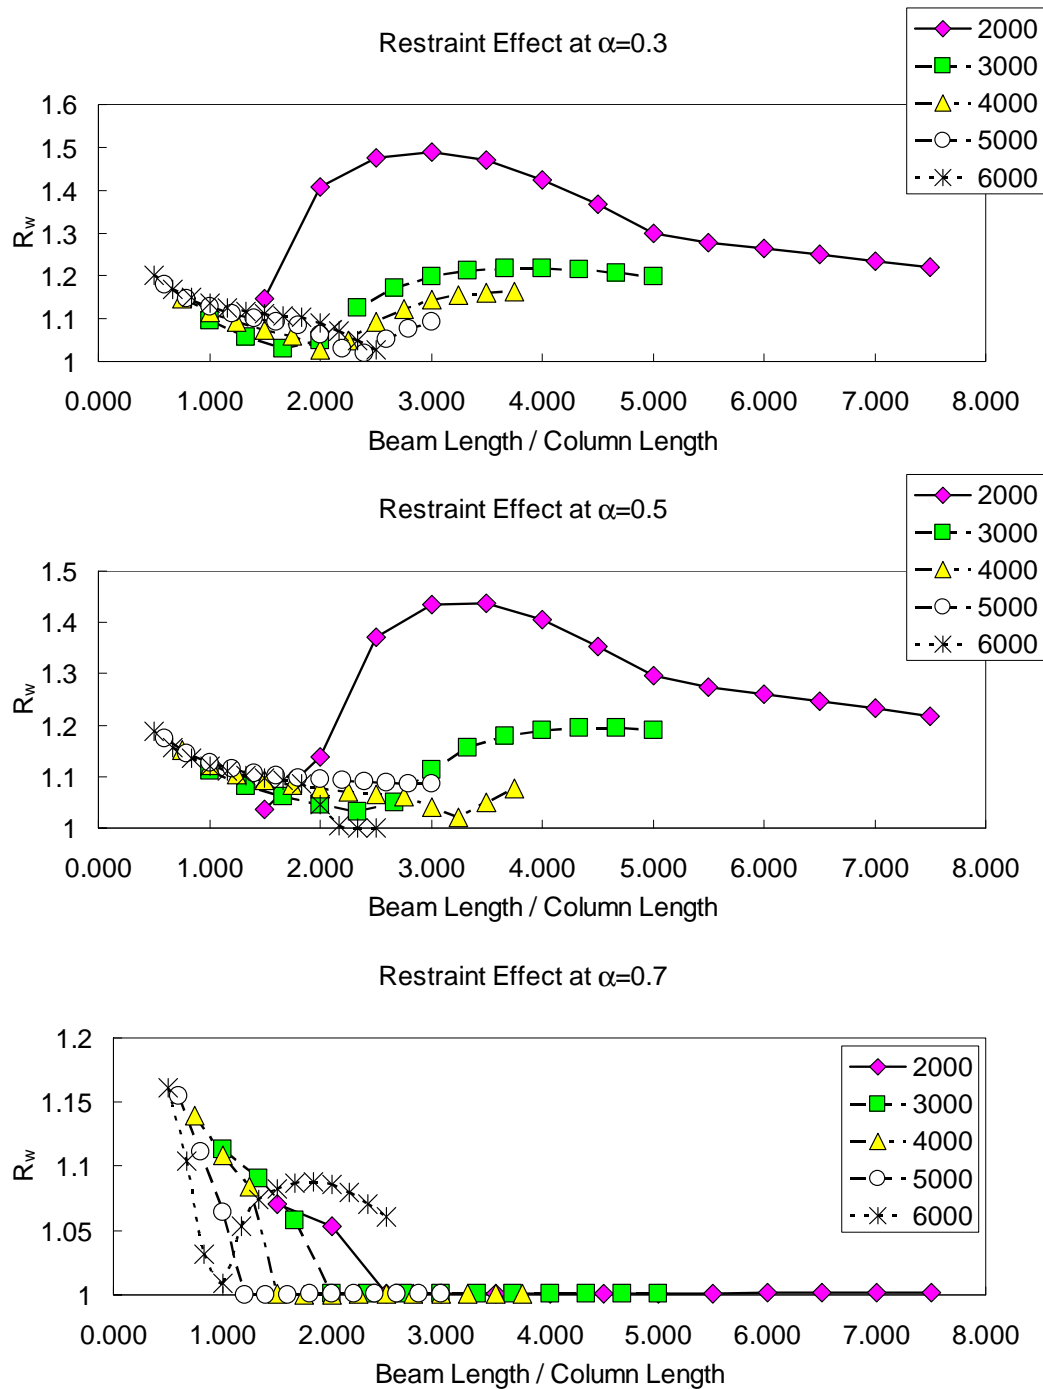 Restraint Effect at α=0.3
2000
3000
4000
5000
6000
R_w
1.6
1.5
1.4
1.3
1.2
1.1
1
0.000 1.000 2.000 3.000 4.000 5.000 6.000 7.000 8.000
Beam Length / Column Length
Restraint Effect at α=0.5
2000
3000
4000
5000
6000
R_w
1.5
1.4
1.3
1.2
1.1
1
0.000 1.000 2.000 3.000 4.000 5.000 6.000 7.000 8.000
Beam Length / Column Length
Restraint Effect at α=0.7
2000
3000
4000
5000
6000
R_w
1.2
1.15
1.1
1.05
1
0.000 1.000 2.000 3.000 4.000 5.000 6.000 7.000 8.000
Beam Length / Column Length